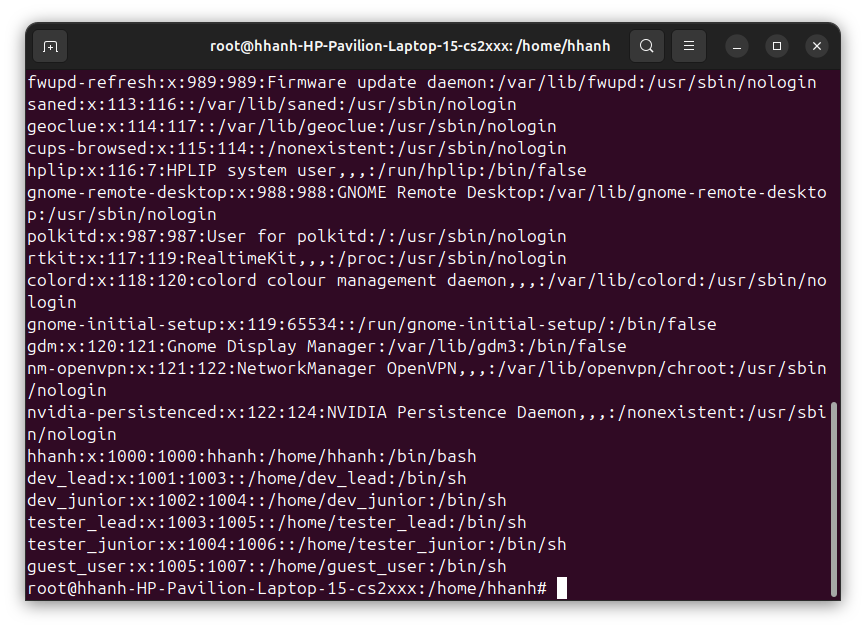 root@hhanh-HP-Pavilion-Laptop-15-cs2xxx: /home/hhanh
fwupd-refresh:x:989:989:Firmware update daemon:/var/lib/fwupd:/usr/sbin/nologin
saned:x:113:116::/var/lib/saned:/usr/sbin/nologin
geoclue:x:114:117::/var/lib/geoclue:/usr/sbin/nologin
cups-browsed:x:115:114::/nonexistent:/usr/sbin/nologin
hplip:x:116:7:HPLIP system user,,,:/run/hplip:/bin/false
gnome-remote-desktop:x:988:988:GNOME Remote Desktop:/var/lib/gnome-remote-deskto
p:/usr/sbin/nologin
polkitd:x:987:987:User for polkitd:/:/usr/sbin/nologin
rtkit:x:117:119:RealtimeKit,,,:/proc:/usr/sbin/nologin
colord:x:118:120:colord colour management daemon,,,:/var/lib/colord:/usr/sbin/no
login
gnome-initial-setup:x:119:65534::/run/gnome-initial-setup/:/bin/false
gdm:x:120:121:Gnome Display Manager:/var/lib/gdm3:/bin/false
nm-openvpn:x:121:122:NetworkManager OpenVPN,,,:/var/lib/openvpn/chroot:/usr/sbin
/nologin
nvidia-persistenced:x:122:124:NVIDIA Persistence Daemon,,,:/nonexistent:/usr/sbi
n/nologin
hhanh:x:1000:1000:hhanh:/home/hhanh:/bin/bash
dev_lead:x:1001:1003::/home/dev_lead:/bin/sh
dev_junior:x:1002:1004::/home/dev_junior:/bin/sh
tester_lead:x:1003:1005::/home/tester_lead:/bin/sh
tester_junior:x:1004:1006::/home/tester_junior:/bin/sh
guest_user:x:1005:1007::/home/guest_user:/bin/sh
root@hhanh-HP-Pavilion-Laptop-15-cs2xxx:/home/hhanh#